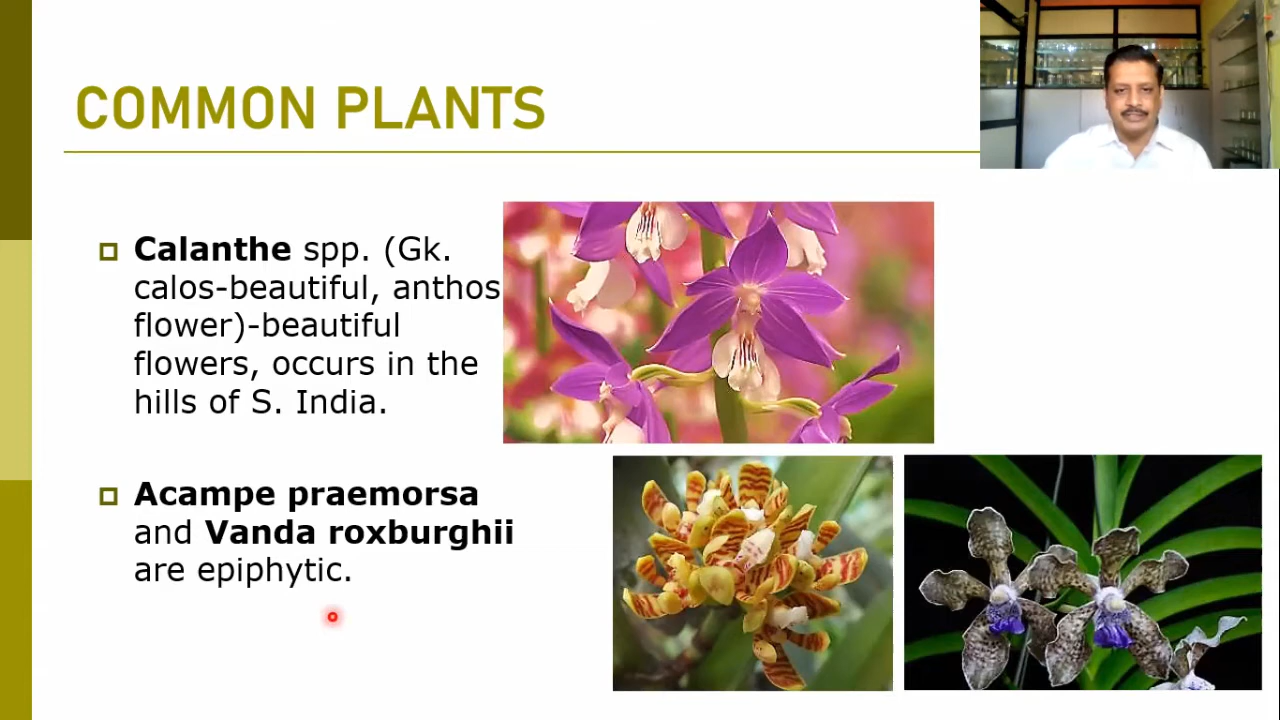 COMMON PLANTS
Calanthe spp. (Gk.
calos-beautiful, anthos
flower)-beautiful
flowers, occurs in the
hills of S. India.
Acampe praemorsa
and Vanda roxburghii
are epiphytic.